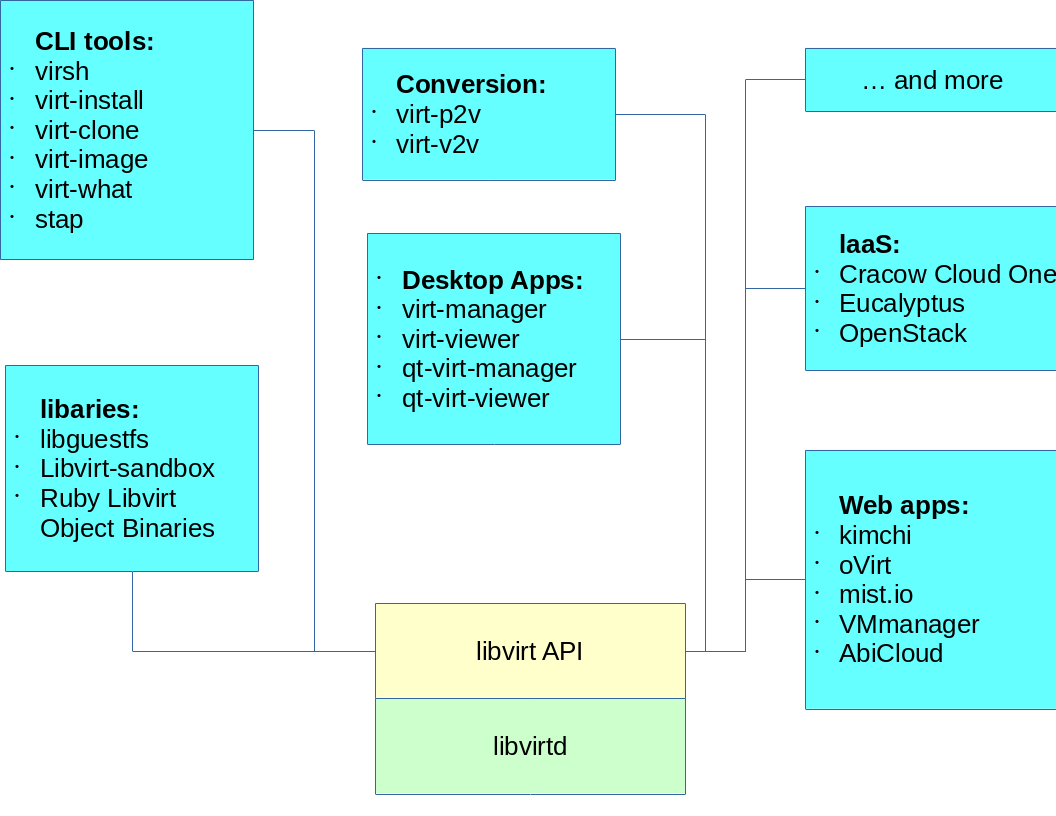 CLI tools:
virsh
virt-install
virt-clone
virt-image
virt-what
stap
Conversion:
virt-p2v
virt-v2v
… and more
Desktop Apps:
virt-manager
virt-viewer
qt-virt-manager
qt-virt-viewer
IaaS:
Cracow Cloud One
Eucalyptus
OpenStack
libaries:
libguestfs
Libvirt-sandbox
Ruby Libvirt
Object Binaries
Web apps:
kimchi
oVirt
mist.io
VMmanager
AbiCloud
libvirt API
libvirtd